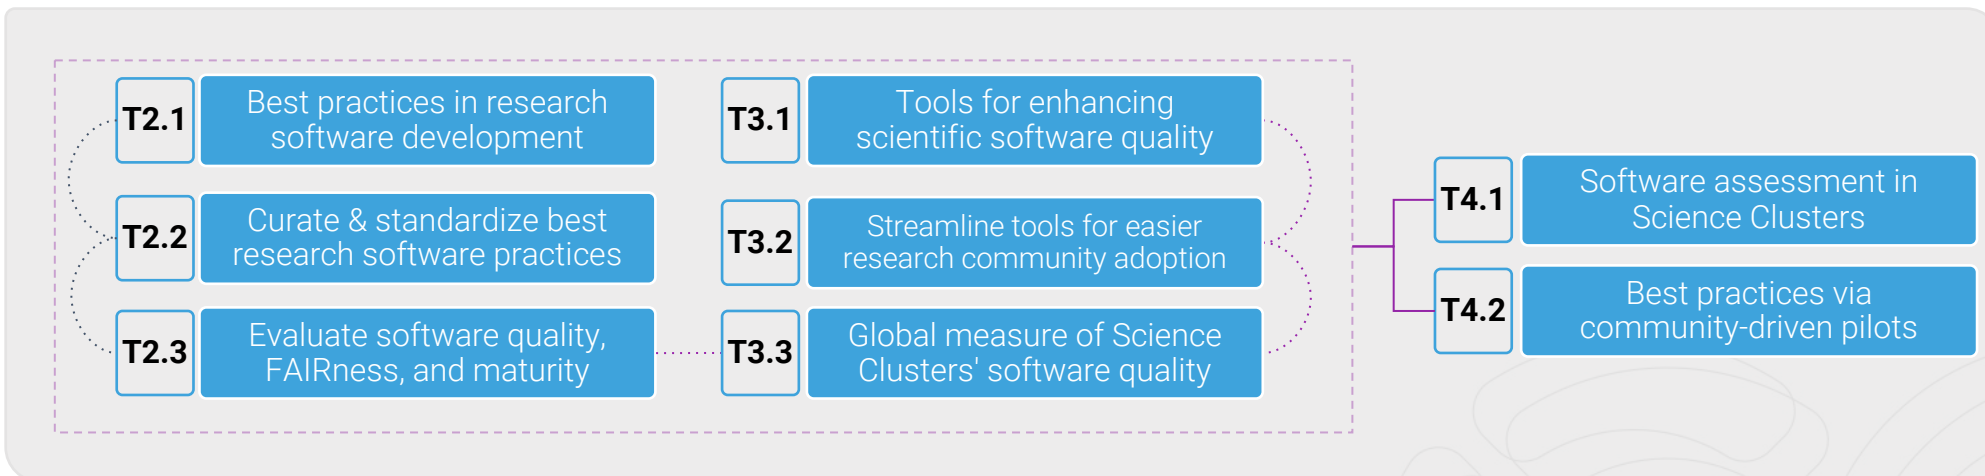 T2.1
Best practices in research
software development
T2.2
Curate & standardize best
research software practices
T2.3
Evaluate software quality,
FAIRness, and maturity
T3.1
Tools for enhancing
scientific software quality
T3.2
Streamline tools for easier
research community adoption
T3.3
Global measure of Science
Clusters' software quality
T4.1
Software assessment in
Science Clusters
T4.2
Best practices via
community-driven pilots